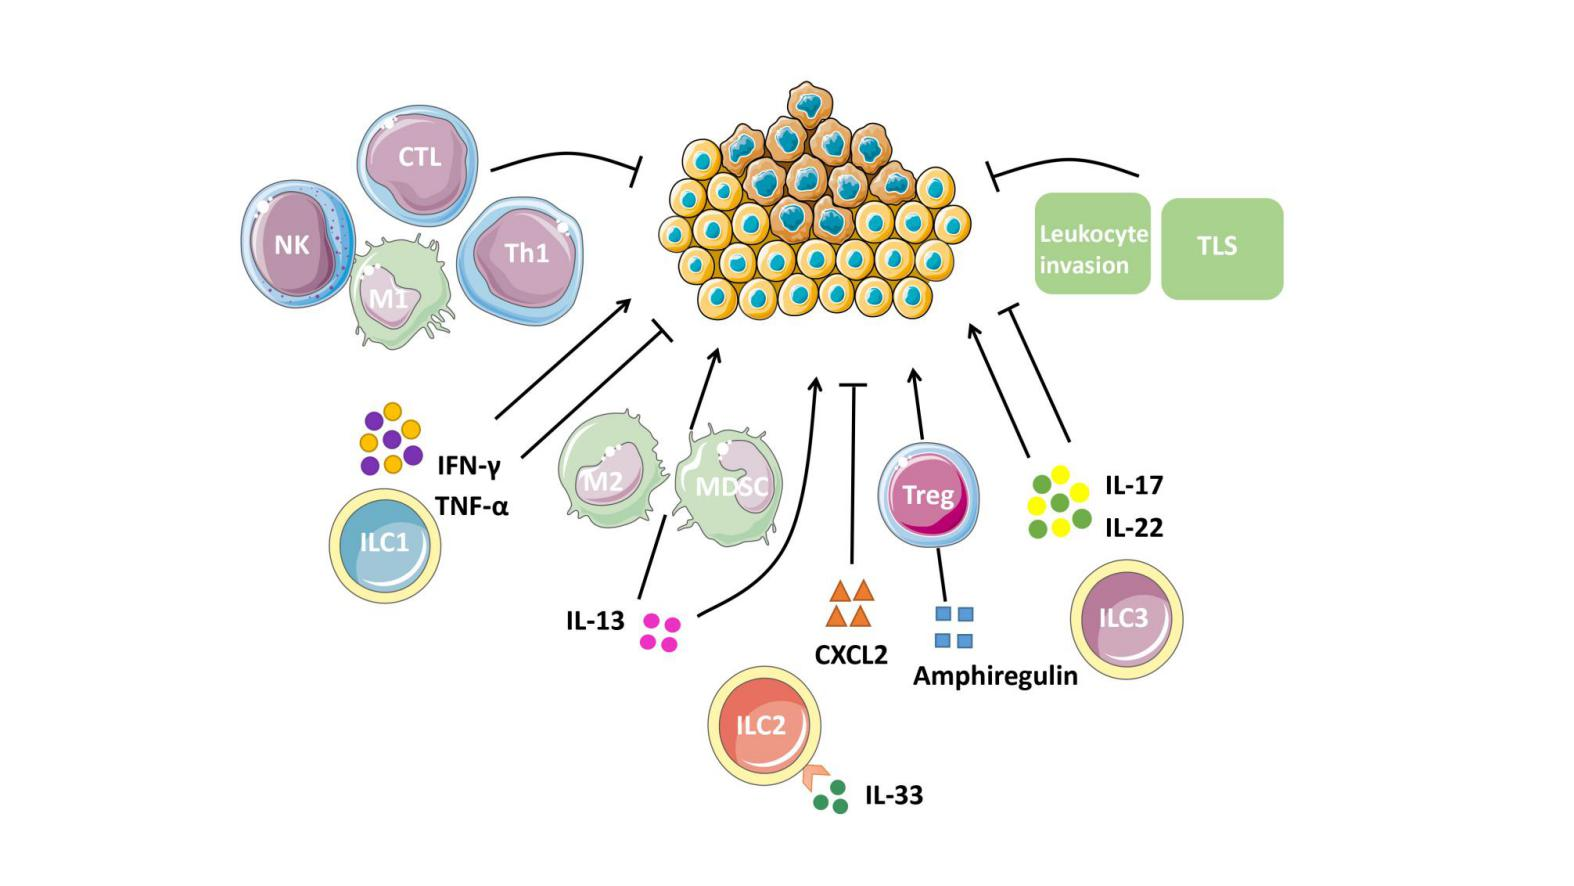 CTL
NK
Th1
M1
Leukocyte
invasion
TLS
IFN-γ
TNF-α
ILC1
M2
MDSC
Treg
IL-17
IL-22
ILC3
IL-13
CXCL2
Amphiregulin
ILC2
IL-33